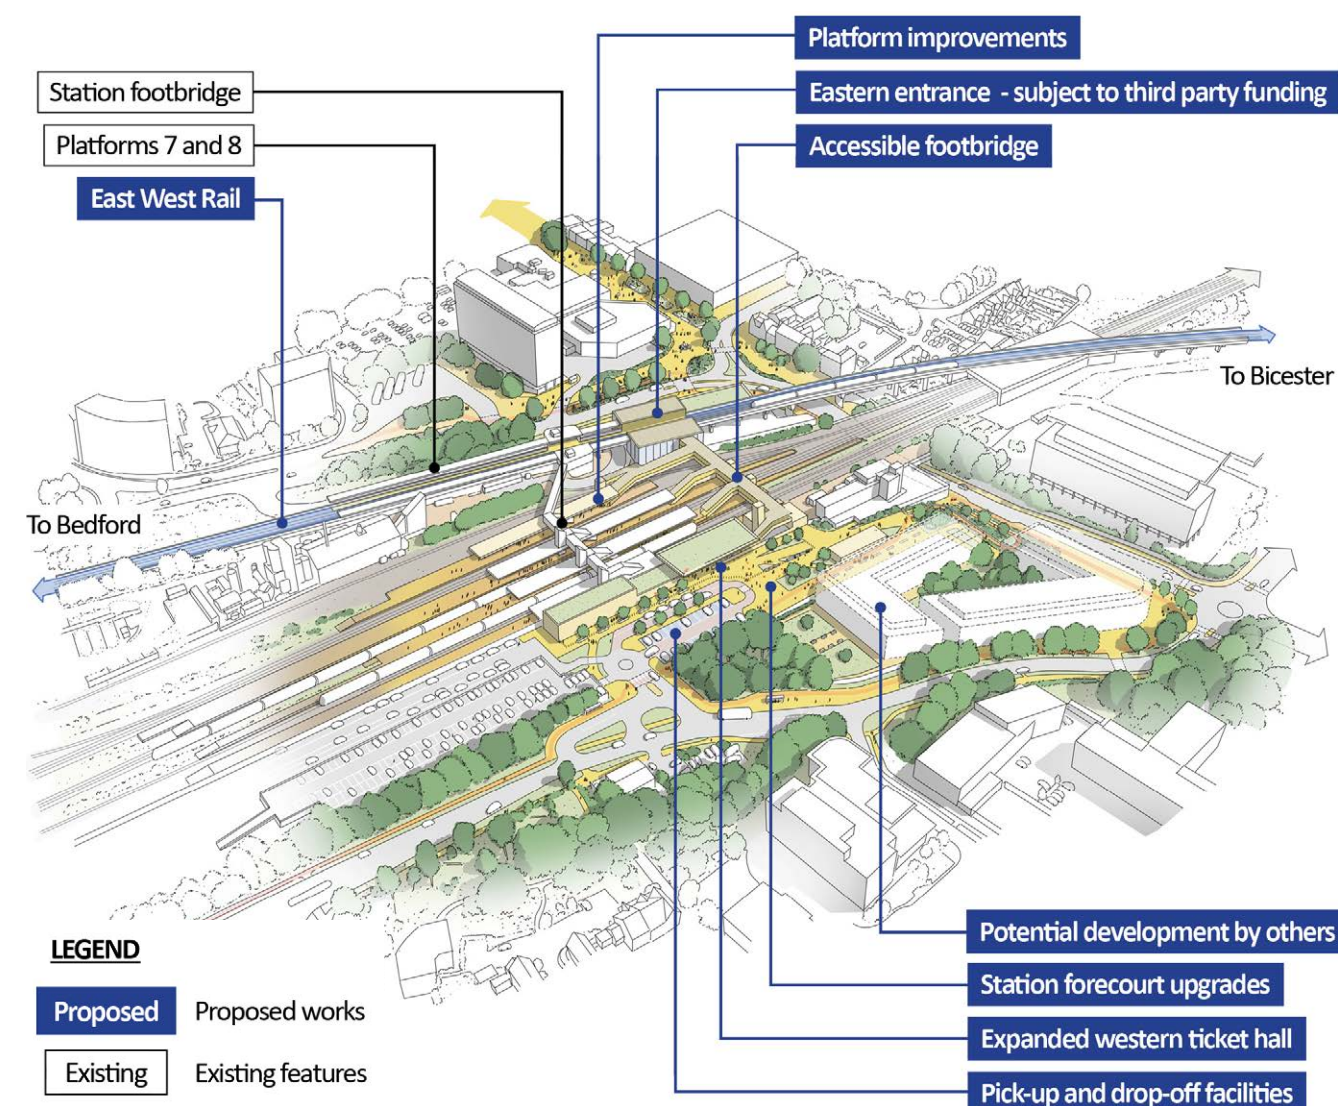 Platform improvements
Station footbridge
Eastern entrance - subject to third party funding
Platforms 7 and 8
Accessible footbridge
East West Rail
To Bicester
To Bedford
LEGEND
Potential development by others
Station forecourt upgrades
Proposed Proposed works
Expanded western ticket hall
Existing Existing features
Pick-up and drop-off facilities